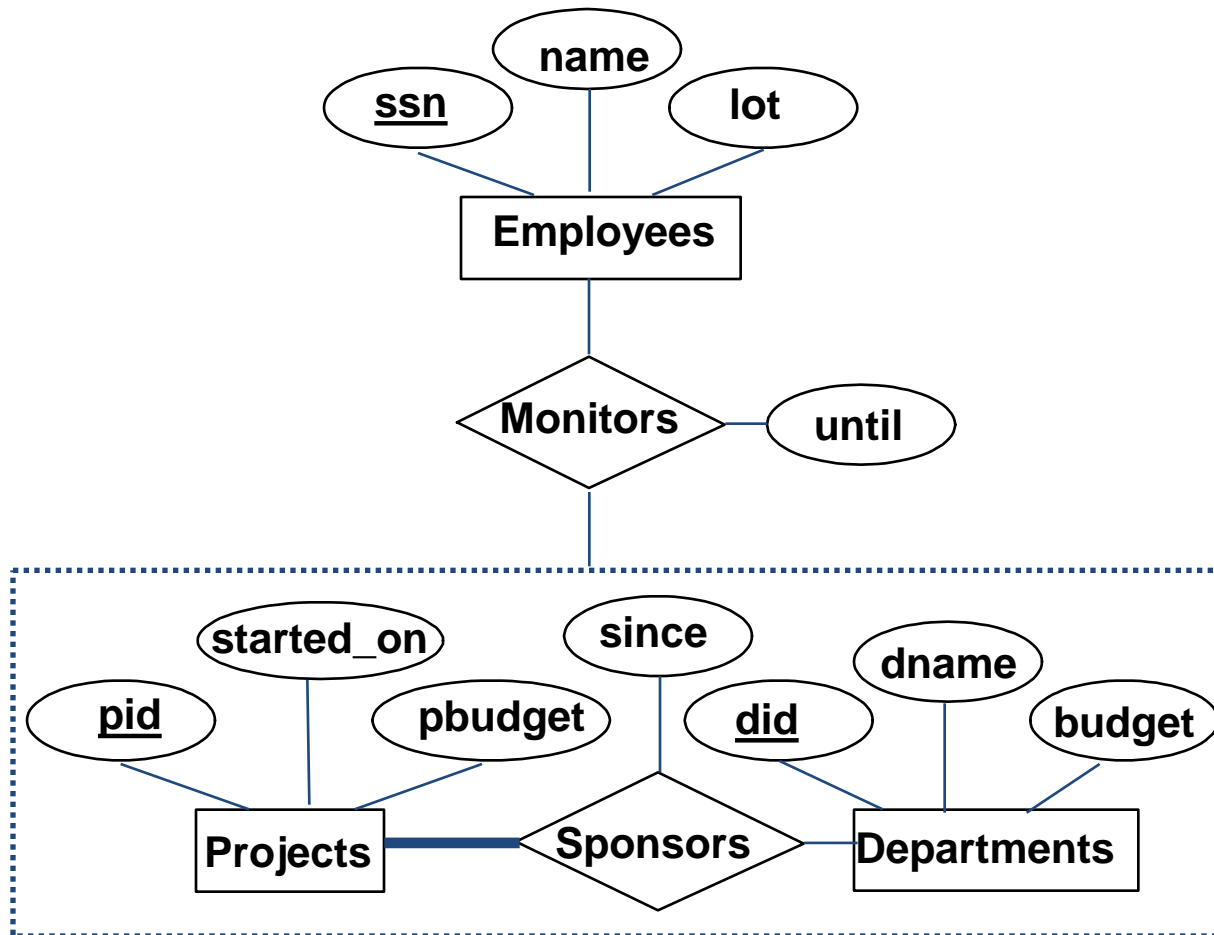 name
ssn
lot
Employees
Monitors
until
started_on
since
dname
pid
pbudget
did
budget
Projects
Sponsors
Departments